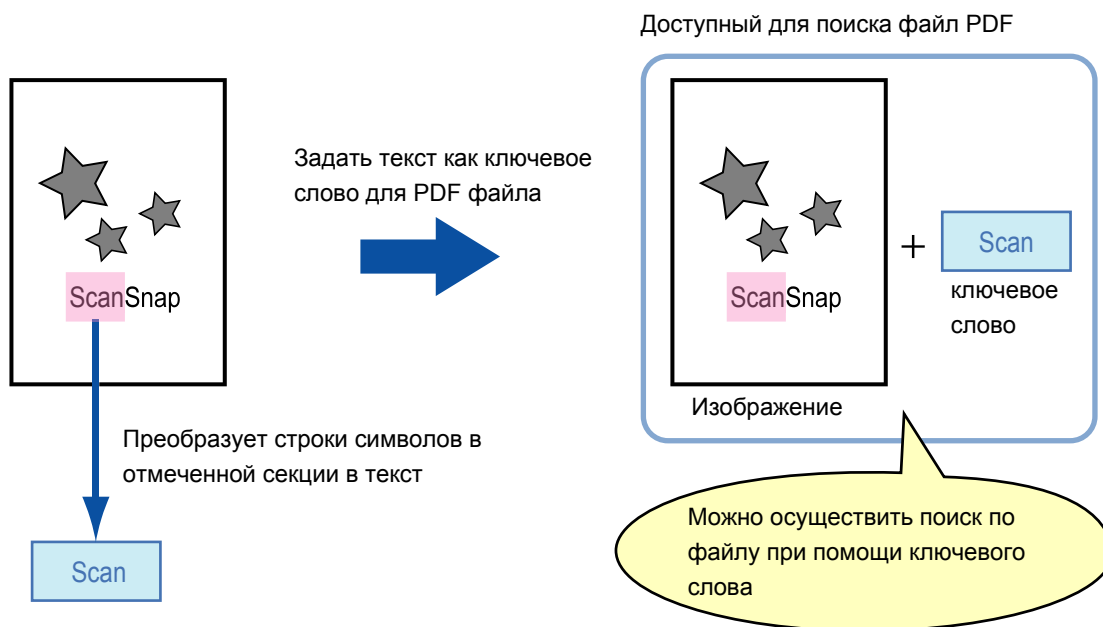 Доступный для поиска файл PDF
Задать текст как ключевое
слово для PDF файла
ScanSnap
Преобразует строки символов в
отмеченной секции в текст
Scan
ScanSnap
Изображение
+
Scan
ключевое
слово
Можно осуществить поиск по
файлу при помощи ключевого
слова